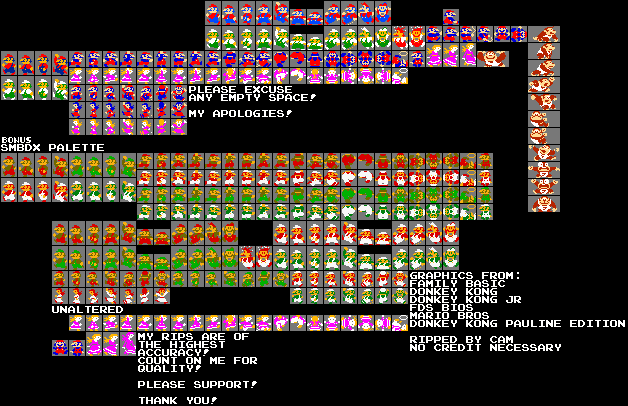 PLEASE EXCUSE
ANY EMPTY SPACE!
MY APOLOGIES!
BONUS
SMBDX PALETTE
GRAPHICS FROM:
FAMILY BASIC
DONKEY KONG
DONKEY KONG JR
FDS BIOS
MARIO BROS
DONKEY KONG PAULINE EDITION
RIPPED BY CAM
NO CREDIT NECESSARY
UNALTERED
MY RIPS ARE OF
THE HIGHEST
ACCURACY!
COUNT ON ME FOR
QUALITY!
PLEASE SUPPORT!
THANK YOU!